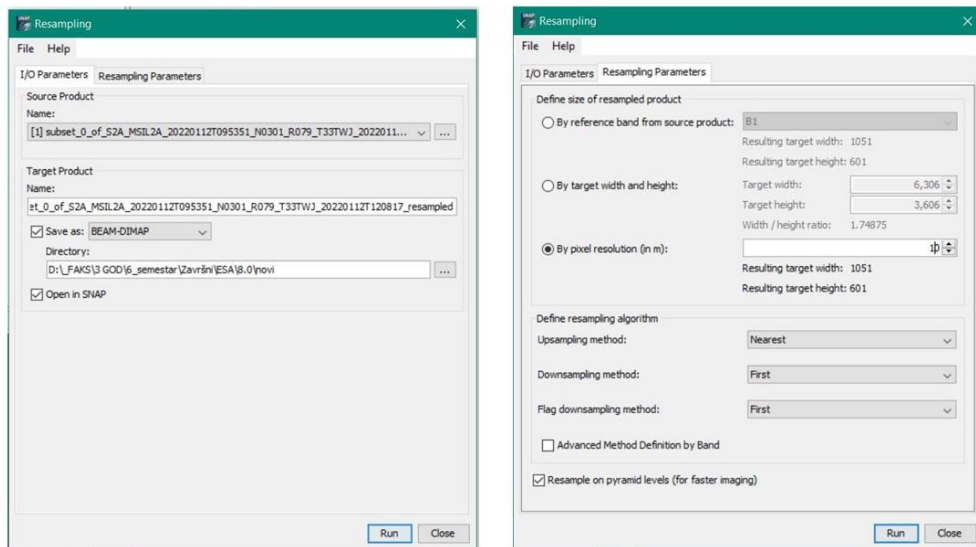 Resampling
File Help
I/O Parameters Resampling Parameters
Source Product
Name:
[1] subset_0_of_S2A_MSIL2A_20220112T095351_N0301_R079_T33TWJ_202201​1...
Target Product
Name:
et_0_of_S2A_MSIL2A_20220112T095351_N0301_R079_T33TWJ_20220112T120817_resampled
Save as: BEAM-DIMAP
Directory:
D:\_FAKS\3 GOD\6_semestar\Završni\ESA\8.0\novi
...
Open in SNAP
Run Close
Resampling
File Help
I/O Parameters Resampling Parameters
Define size of resampled product
By reference band from source product: B1
Resulting target width: 1051
Resulting target height: 601
By target width and height: Target width: 6,306
Target height: 3,606
Width / height ratio: 1.74875
By pixel resolution (in m): 10
Resulting target width: 1051
Resulting target height: 601
Define resampling algorithm
Upsampling method: Nearest
Downsampling method: First
Flag downsampling method: First
Advanced Method Definition by Band
Resample on pyramid levels (for faster imaging)
Run Close